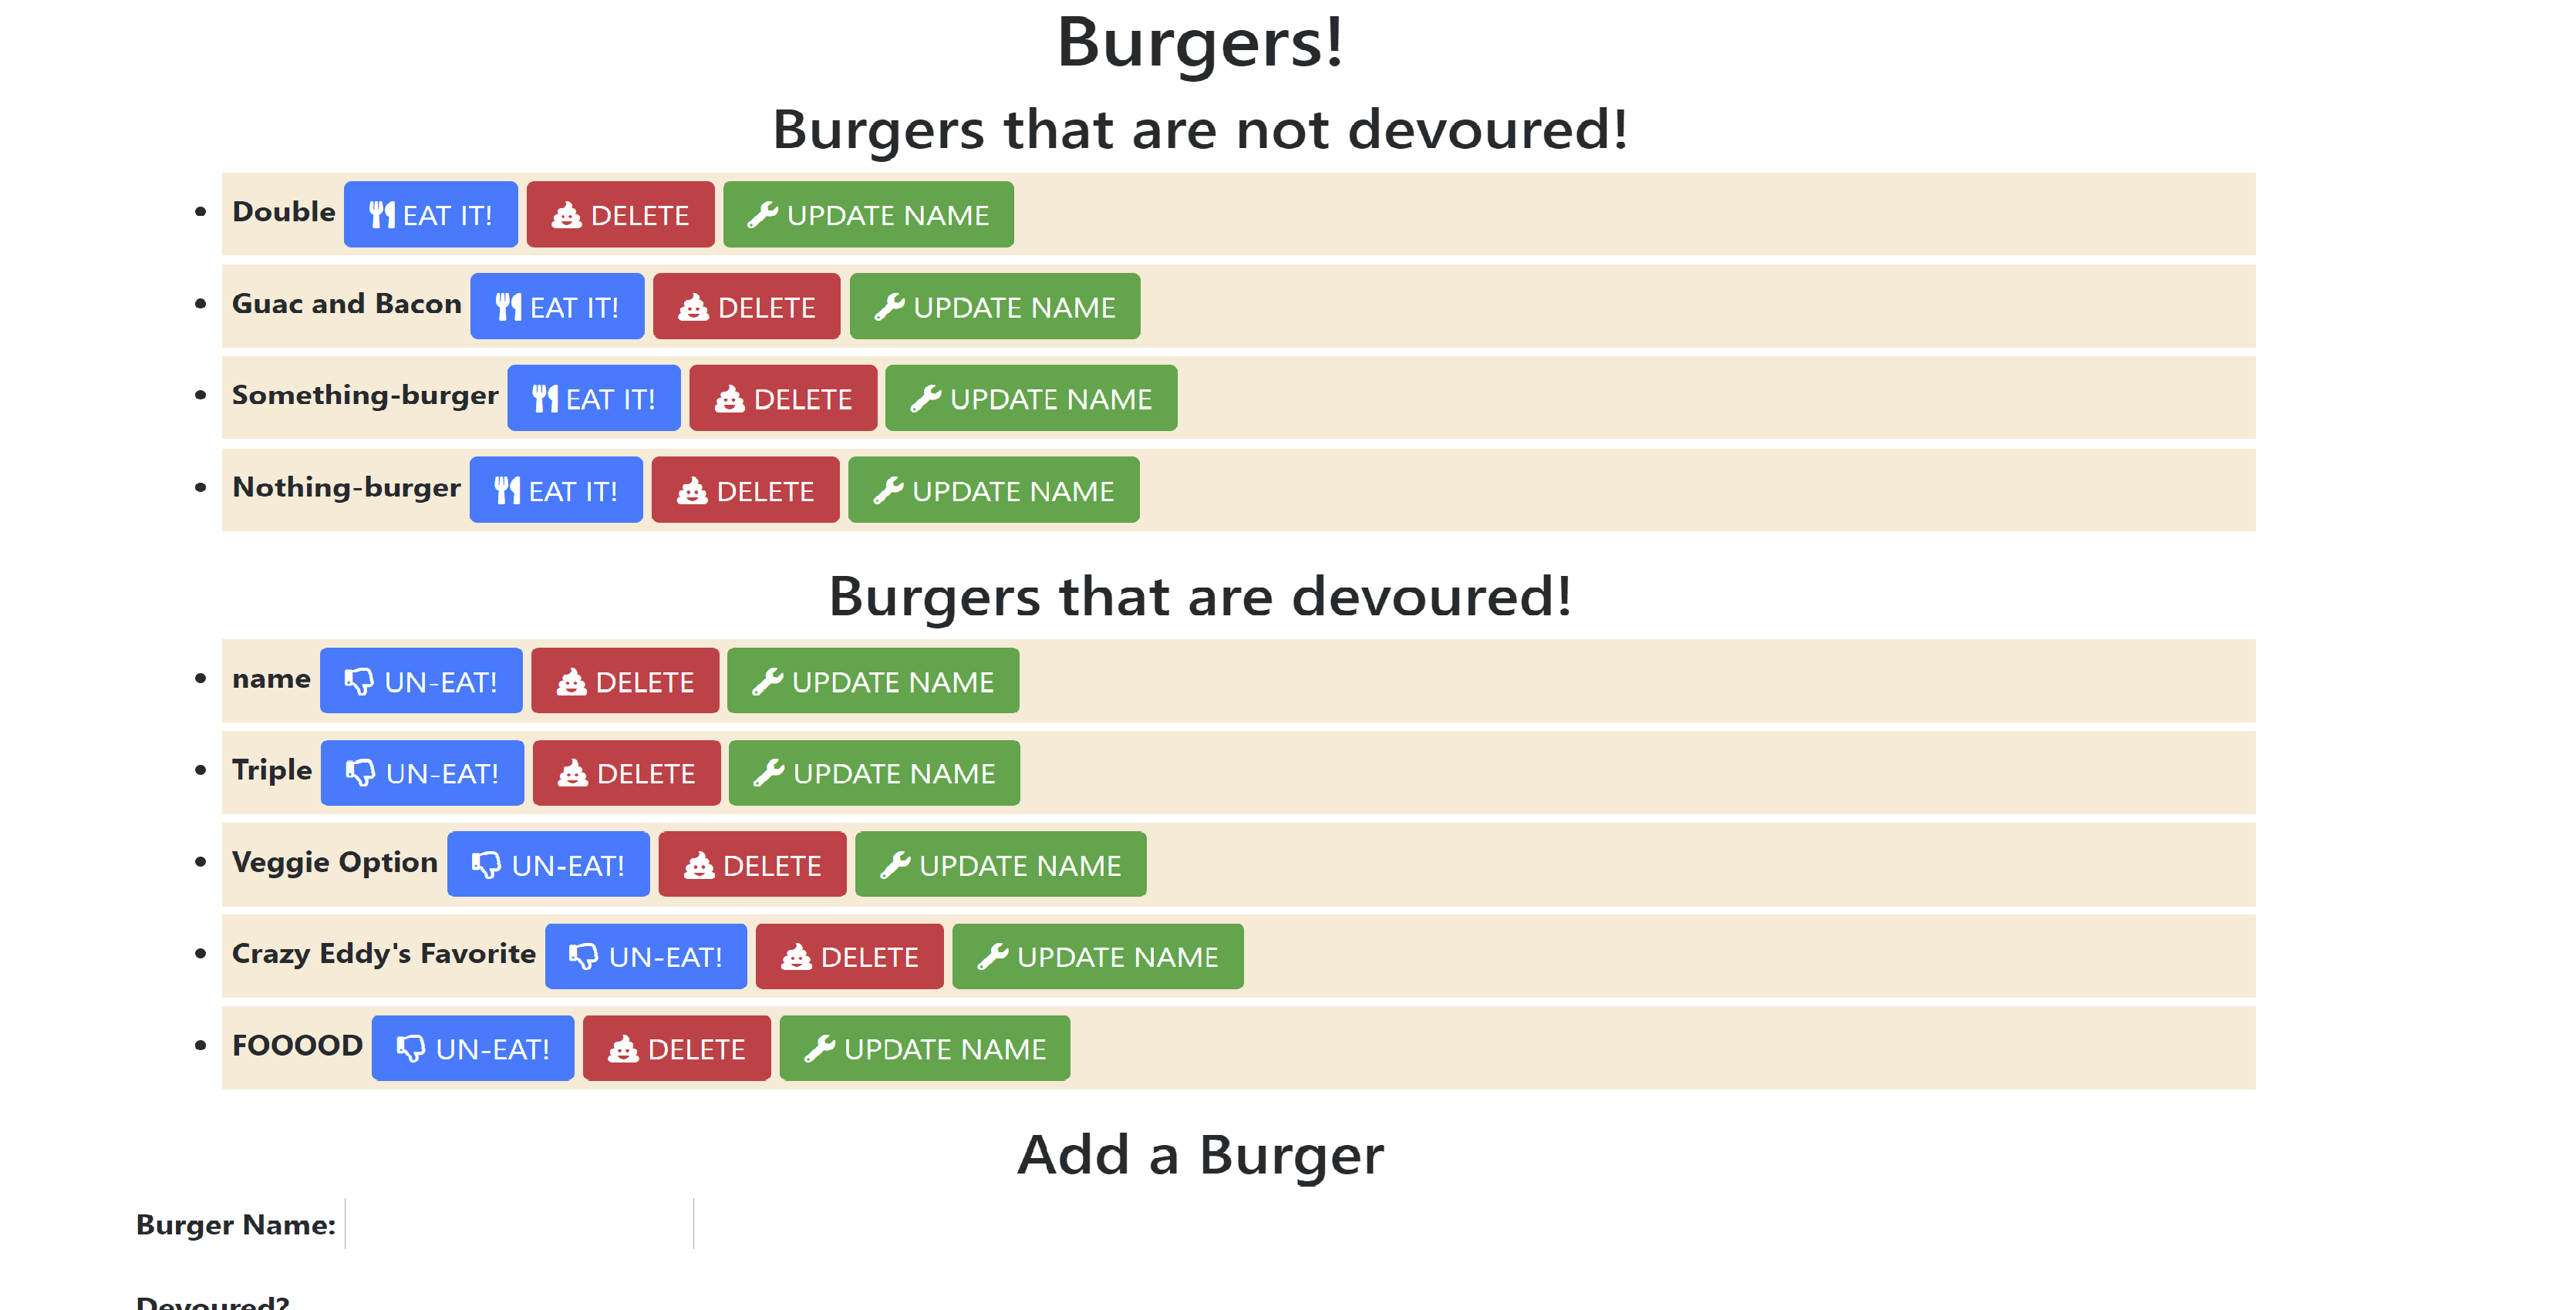 Burgers!
Burgers that are not devoured!
Double EAT IT! DELETE UPDATE NAME
Guac and Bacon EAT IT! DELETE UPDATE NAME
Something-burger EAT IT! DELETE UPDATE NAME
Nothing-burger EAT IT! DELETE UPDATE NAME
Burgers that are devoured!
name UN-EAT! DELETE UPDATE NAME
Triple UN-EAT! DELETE UPDATE NAME
Veggie Option UN-EAT! DELETE UPDATE NAME
Crazy Eddy's Favorite UN-EAT! DELETE UPDATE NAME
FOOOOD UN-EAT! DELETE UPDATE NAME
Add a Burger
Burger Name:
Devoured?